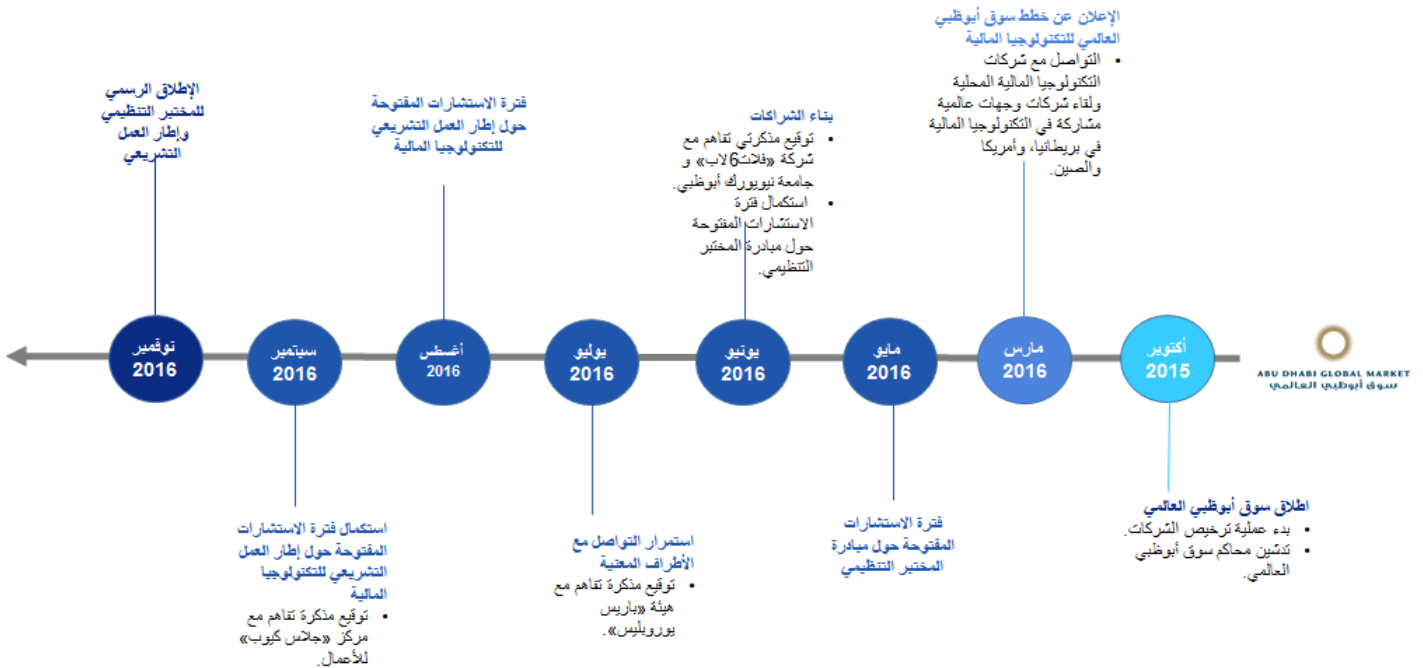 ABU DHABI GLOBAL MARKET
سوق أبوظبي العالمي
أكتوبر
2015
اطلاق سوق أبوظبي العالمي
• بدء عملية ترخيص الشركات.
• تدشين محاكم سوق أبوظبي
العالمي.
مارس
2016
الإعلان عن خطط سوق أبوظبي
العالمي للتكنولوجيا المالية
• التواصل مع شركات
التكنولوجيا المالية المحلية
ولقاء شركات وجهات عالمية
مشاركة في التكنولوجيا المالية
في بريطانيا، وأمريكا
والصين.
مايو
2016
فترة الاستشارات
المفتوحة حول مبادرة
المختبر التنظيمي
يونيو
2016
بناء الشراكات
• توقيع مذكرتي تفاهم مع
شركة «فلات6لاب» و
جامعة نيويورك أبوظبي.
• استكمال فترة
الاستشارات المفتوحة
حول مبادرة المختبر
التنظيمي.
يوليو
2016
استمرار التواصل مع
الأطراف المعنية
• توقيع مذكرة تفاهم مع
هيئة «باريس
يوروبليس».
أغسطس
2016
فترة الاستشارات المفتوحة
حول إطار العمل التشريعي
للتكنولوجيا المالية
سبتمبر
2016
استكمال فترة الاستشارات
المفتوحة حول إطار العمل
التشريعي للتكنولوجيا
المالية
• توقيع مذكرة تفاهم مع
مركز «جلاس كيوب»
للأعمال.
نوفمبر
2016
الإطلاق الرسمي
للمختبر التنظيمي
وإطار العمل
التشريعي